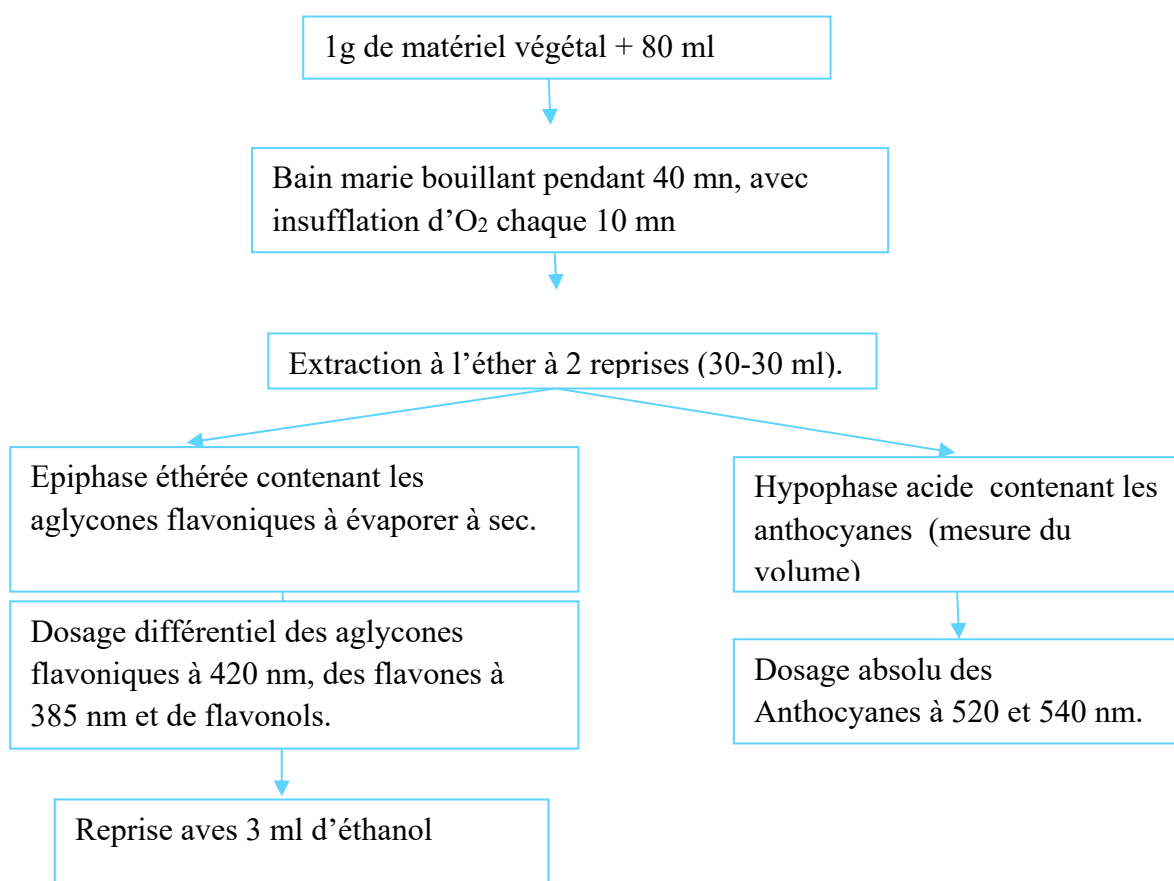 1g de matériel végétal + 80 ml
Bain marie bouillant pendant 40 mn, avec
insufflation d’O2 chaque 10 mn
Extraction à l’éther à 2 reprises (30-30 ml).
Epiphase éthérée contenant les
aglycones flavoniques à évaporer à sec.
Hypophase acide contenant les
anthocyanes (mesure du
volume)
Dosage différentiel des aglycones
flavoniques à 420 nm, des flavones à
385 nm et de flavonols.
Dosage absolu des
Anthocyanes à 520 et 540 nm.
Reprise aves 3 ml d’éthanol